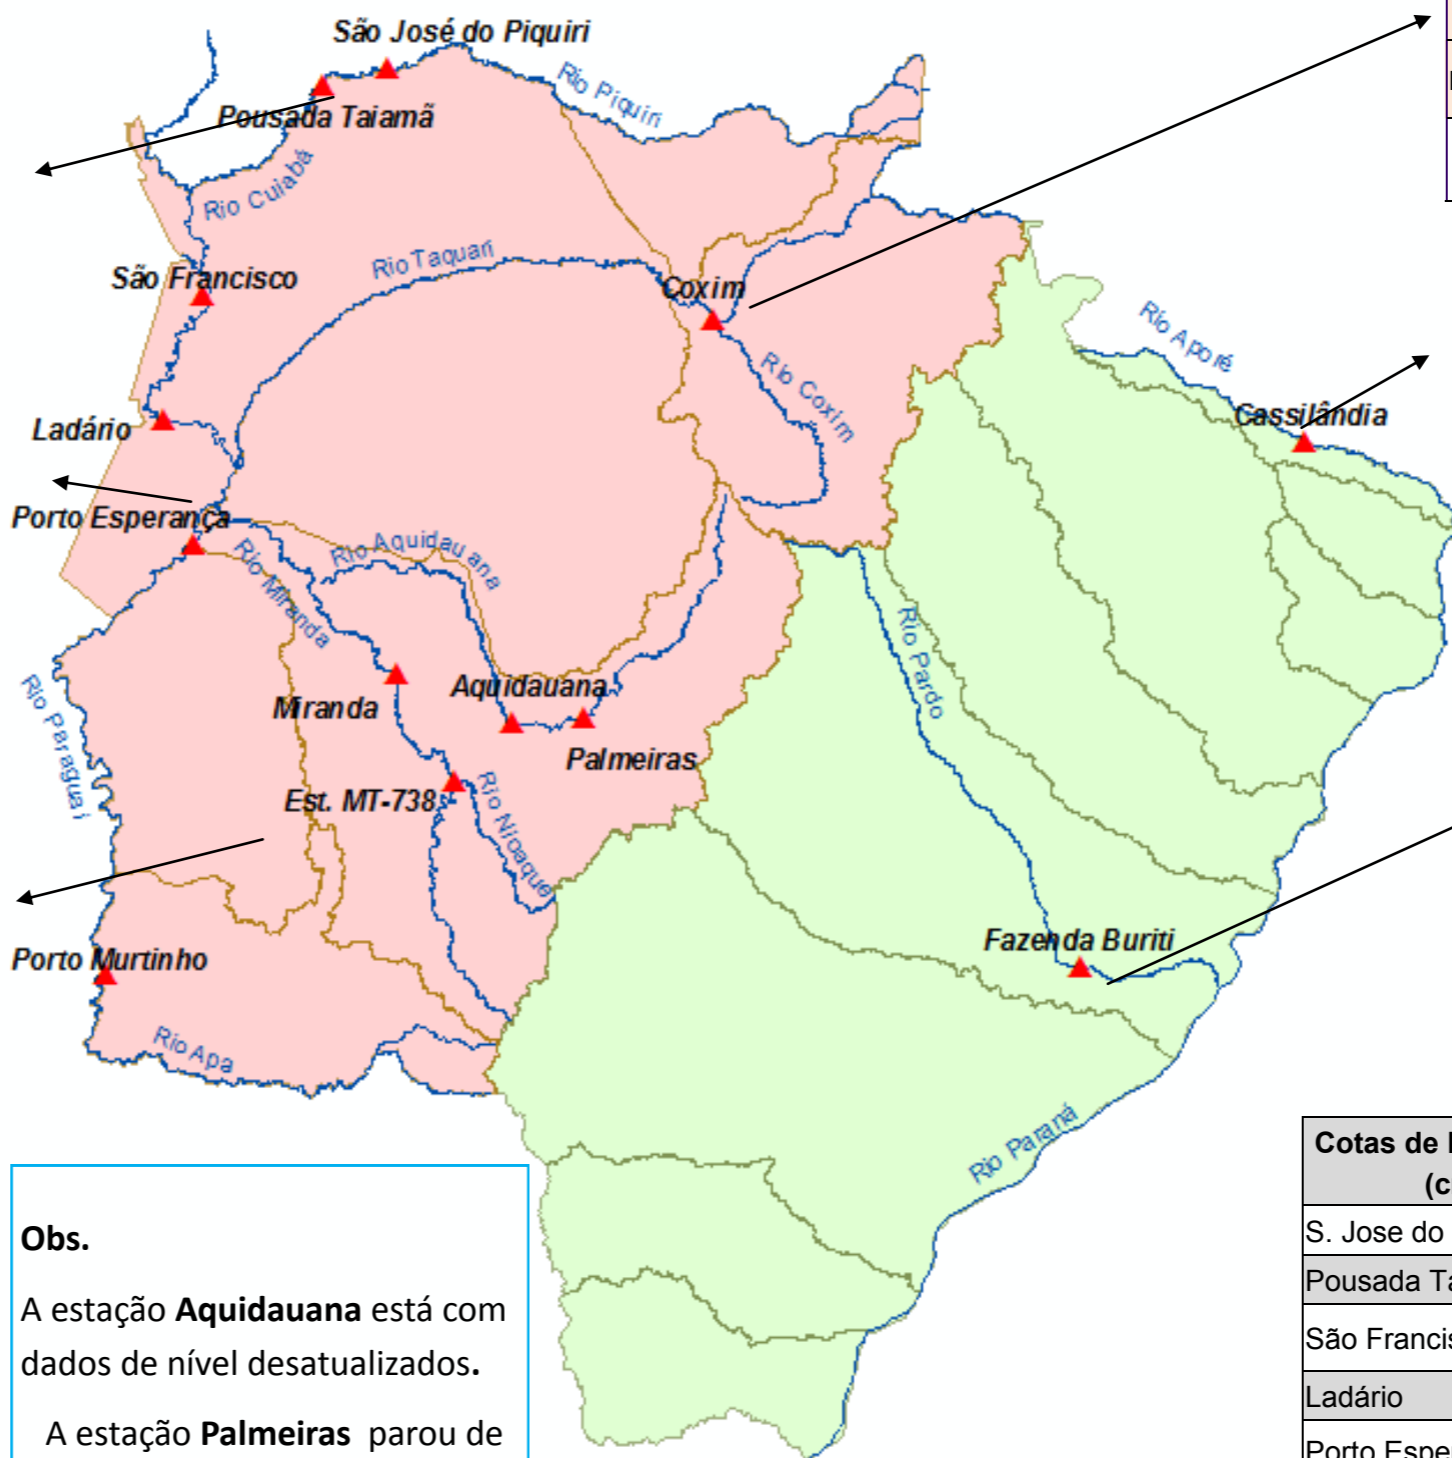 São José do Piquiri
Rio Piquiri
Pousada Taiamã
Rio Cuiabá
Rio Taquari
São Francisco
Coxim
Rio Aporé
Rio Coxim
Cassilândia
Ladário
Porto Esperança
Rio Miranda
Rio Aquidauana
Rio Pardo
Rio Paraguai
Miranda
Aquidauana
Palmeiras
Est. MT-738
Rio Nioaque
Fazenda Buriti
Porto Murtinho
Rio Apa
Rio Paraná
Obs.
A estação Aquidauana está com
dados de nível desatualizados.
A estação Palmeiras parou de
Cotas de
(c
S. Jose do
Pousada Ta
São Francis
Ladário
Porto Espe